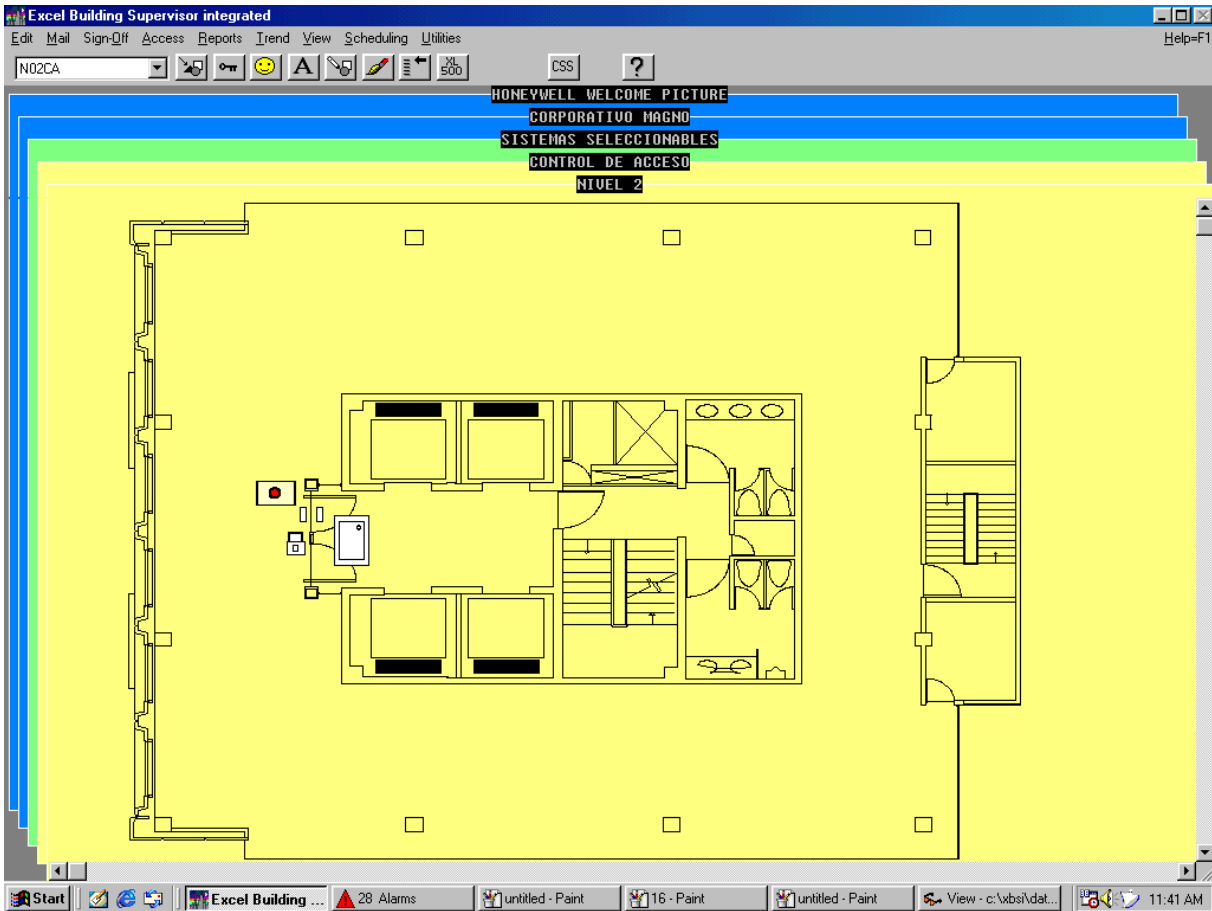 Excel Building Supervisor integrated
Edit Mail Sign-Off Access Reports Trend View Scheduling Utilities Help=F1
N02CA A XL 500 CSS ?
HONEYWELL WELCOME PICTURE
CORPORATIVO MAGNO
SISTEMAS SELECCIONABLES
CONTROL DE ACCESO
NIVEL 2
Start Excel Building ... 28 Alarms untitled - Paint 16 - Paint untitled - Paint View - c:\xbsi\dat... 11:41 AM